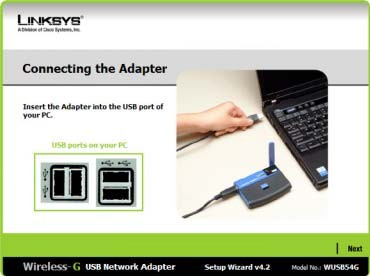 LINKSYS®
A Division of Cisco Systems, Inc.
Connecting the Adapter
Insert the Adapter into the USB port of
your PC.
USB ports on your PC
Next
Wireless-G USB Network Adapter Setup Wizard v4.2 Model No.: WUSB54G